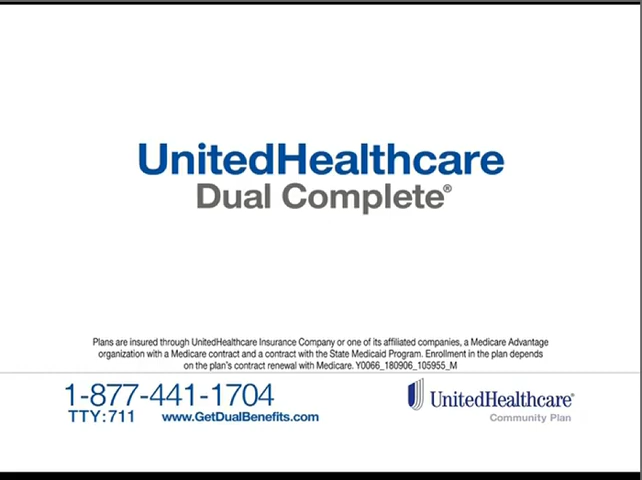 UnitedHealthcare
Dual Complete®
Plans are insured through UnitedHealthcare Insurance Company or one of its affiliated companies, a Medicare Advantage
organization with a Medicare contract and a contract with the State Medicaid Program. Enrollment in the plan depends
on the plan's contract renewal with Medicare. Y0066_180906_105955_M
1-877-441-1704
TTY:711 www.GetDualBenefits.com
UnitedHealthcare®
Community Plan